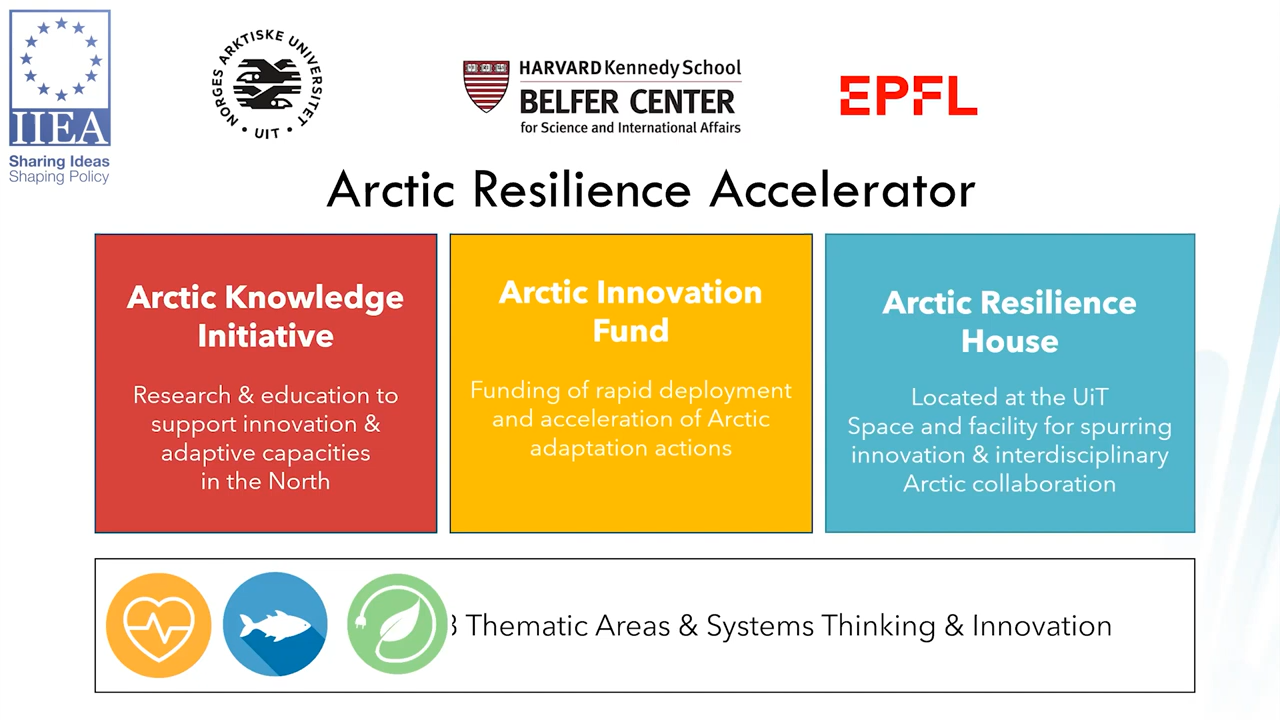 IIEA
Sharing Ideas
Shaping Policy
NORGES ARKTISKE UNIVERSITET
• UIT •
HARVARD Kennedy School
BELFER CENTER
for Science and International Affairs
EPFL
Arctic Resilience Accelerator
Arctic Knowledge
Initiative
Research & education to
support innovation &
adaptive capacities
in the North
Arctic Innovation
Fund
Funding of rapid deployment
and acceleration of Arctic
adaptation actions
Arctic Resilience
House
Located at the UiT
Space and facility for spurring
innovation & interdisciplinary
Arctic collaboration
3 Thematic Areas & Systems Thinking & Innovation